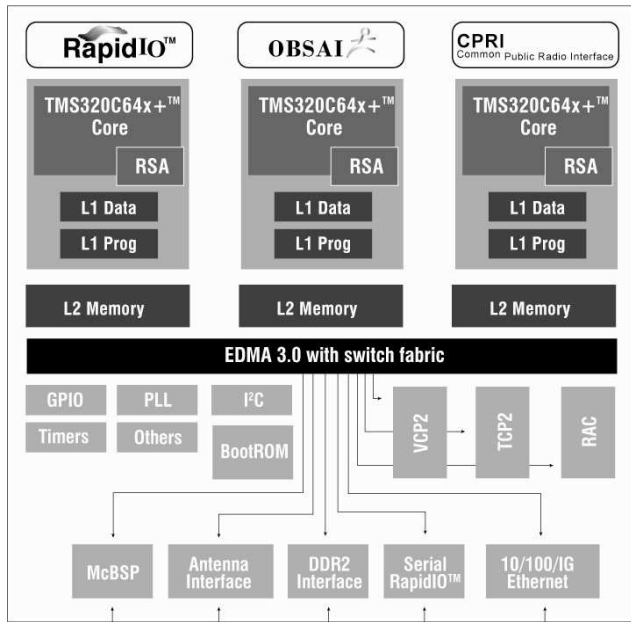 RapidIO™
OBSAI
CPRI
Common Public Radio Interface
TMS320C64x+™
Core
RSA
L1 Data
L1 Prog
TMS320C64x+™
Core
RSA
L1 Data
L1 Prog
TMS320C64x+™
Core
RSA
L1 Data
L1 Prog
L2 Memory
L2 Memory
L2 Memory
EDMA 3.0 with switch fabric
GPIO
PLL
I²C
Timers
Others
BootROM
VCP2
TCP2
RAC
McBSP
Antenna
Interface
DDR2
Interface
Serial
RapidIO™
10/100/IG
Ethernet